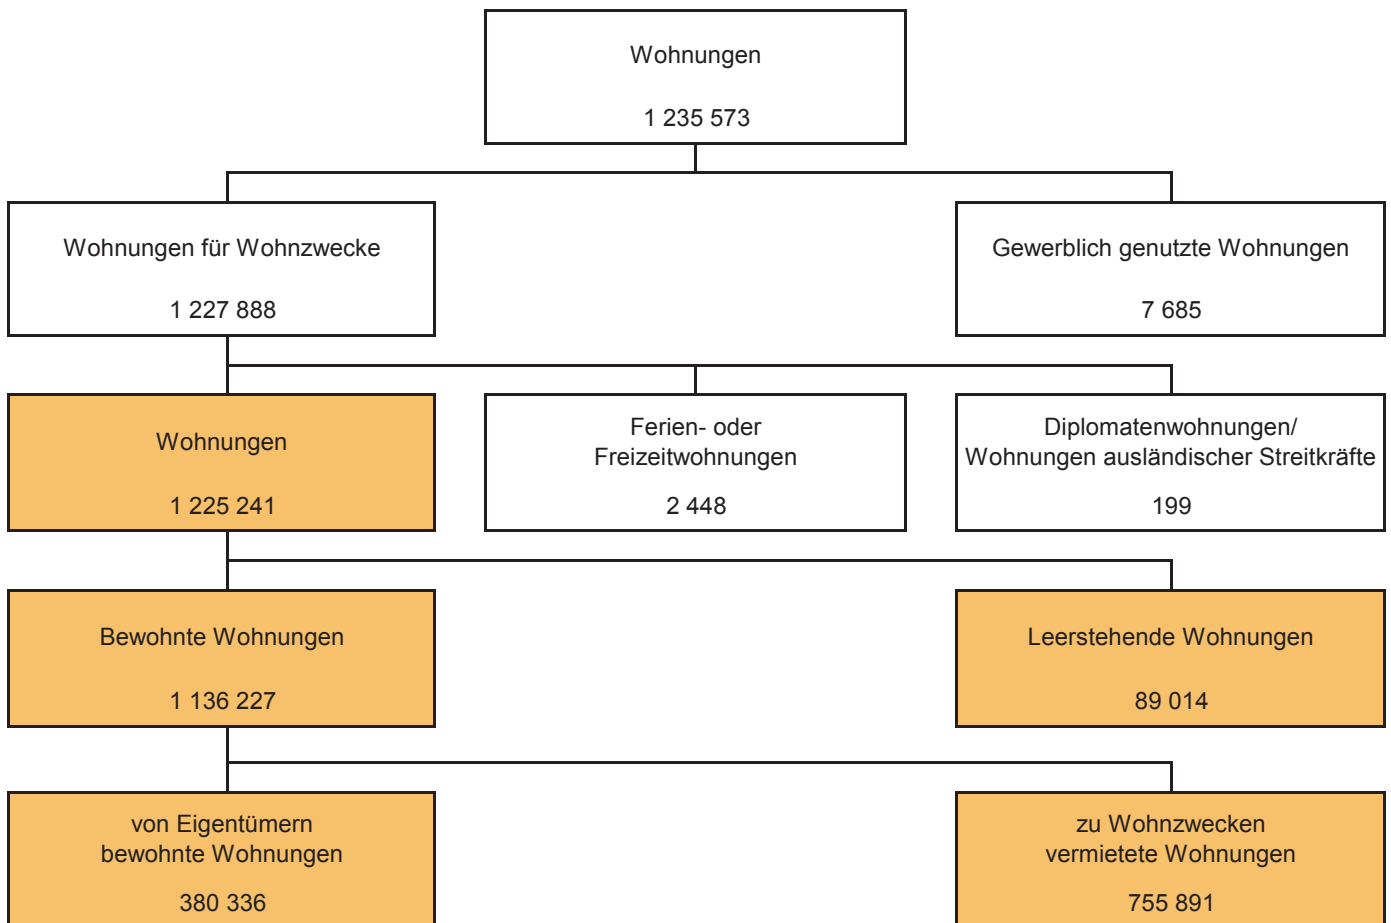 Wohnungen
1 235 573
Wohnungen für Wohnzwecke
1 227 888
Gewerblich genutzte Wohnungen
7 685
Wohnungen
1 225 241
Ferien- oder
Freizeitwohnungen
2 448
Diplomatenwohnungen/
Wohnungen ausländischer Streitkräfte
199
Bewohnte Wohnungen
1 136 227
Leerstehende Wohnungen
89 014
von Eigentümern
bewohnte Wohnungen
380 336
zu Wohnzwecken
vermietete Wohnungen
755 891